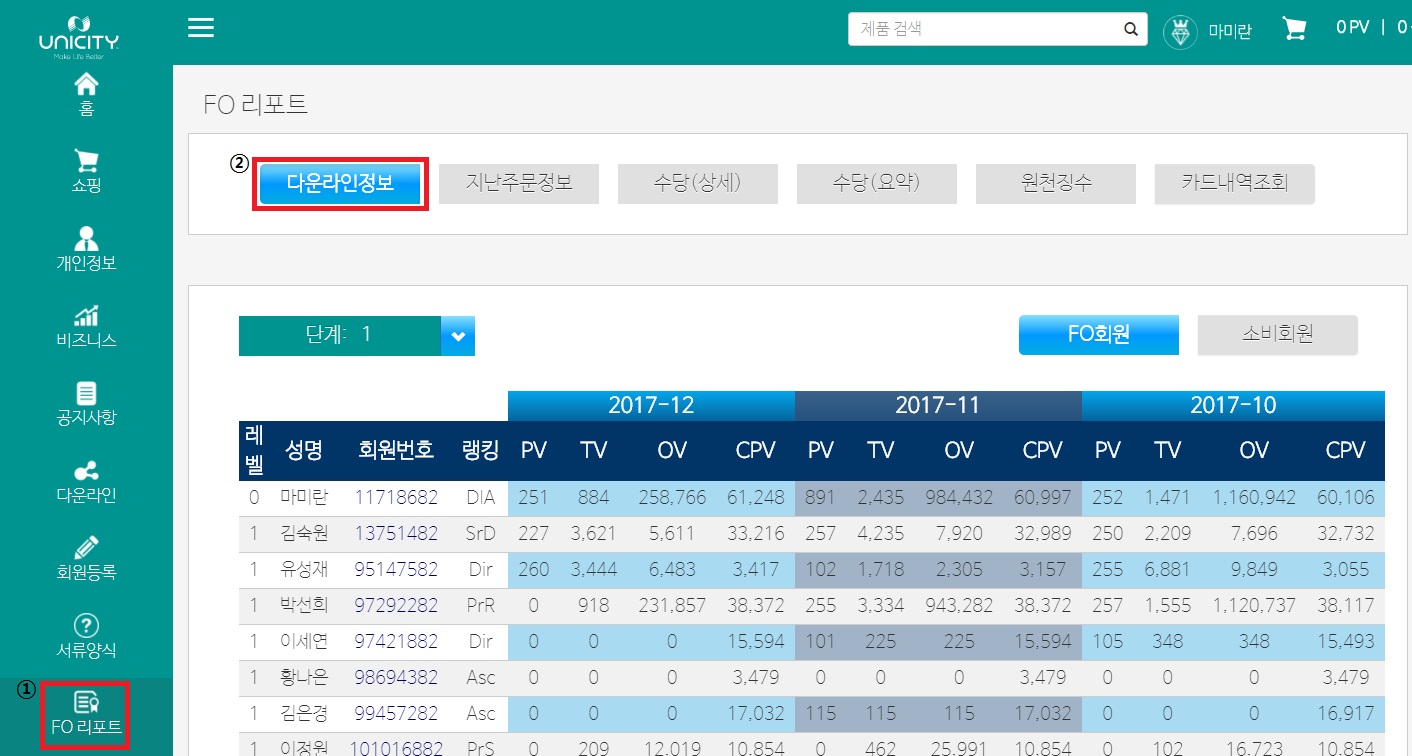 UNICITY
Make Life Better
제품 검색
마미란
0 PV | 0
홈
쇼핑
개인정보
비즈니스
공지사항
다운라인
회원등록
서류양식
①
FO 리포트
FO 리포트
②
다운라인정보 지난주문정보 수당(상세) 수당(요약) 원천징수 카드내역조회
단계: 1
FO회원 소비회원
2017-12 2017-11 2017-10
레벨 성명 회원번호 랭킹 PV TV OV CPV PV TV OV CPV PV TV OV CPV
0 마미란 11718682 DIA 251 884 258,766 61,248 891 2,435 984,432 60,997 252 1,471 1,160,942 60,106
1 김숙원 13751482 SrD 227 3,621 5,611 33,216 257 4,235 7,920 32,989 250 2,209 7,696 32,732
1 유성재 95147582 Dir 260 3,444 6,483 3,417 102 1,718 2,305 3,157 255 6,881 9,849 3,055
1 박선희 97292282 PrR 0 918 231,857 38,372 255 3,334 943,282 38,372 257 1,555 1,120,737 38,117
1 이세연 97421882 Dir 0 0 0 15,594 101 225 225 15,594 105 348 348 15,493
1 황나은 98694382 Asc 0 0 0 3,479 0 0 0 3,479 0 0 0 3,479
1 김은경 99457282 Asc 0 0 0 17,032 115 115 115 17,032 0 0 0 16,917
1 이정원 101016882 PrS 0 209 12,019 10,854 0 462 25,991 10,854 0 102 16,723 10,854